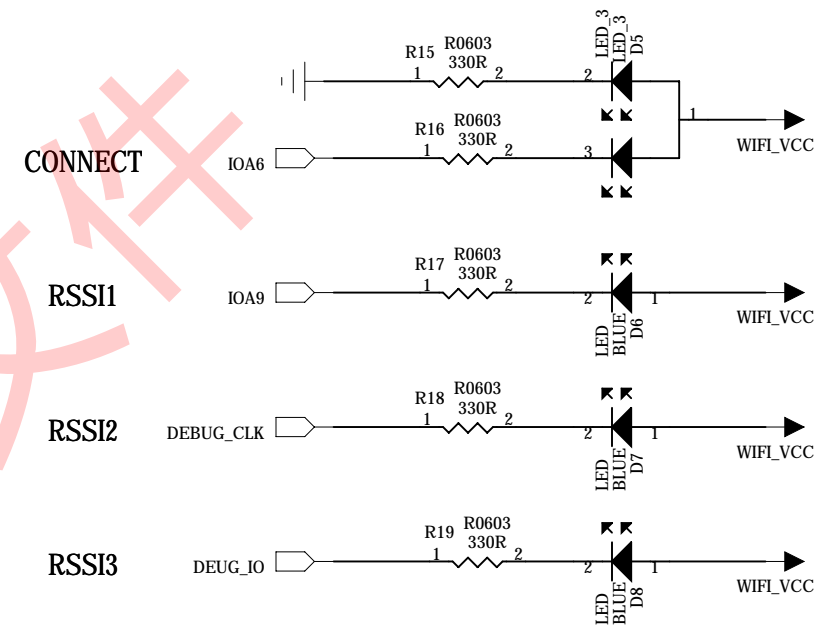 LED_3
LED_3
D5
R15 R0603
330R
1 2 2
1
WIFI_VCC
CONNECT
IOA6
R16 R0603
330R
1 2 3
RSSI1
IOA9
R17 R0603
330R
1 2 2 1
LED
BLUE
D6
WIFI_VCC
RSSI2
DEBUG_CLK
R18 R0603
330R
1 2 2 1
LED
BLUE
D7
WIFI_VCC
RSSI3
DEUG_IO
R19 R0603
330R
1 2 2 1
LED
BLUE
D8
WIFI_VCC
文件